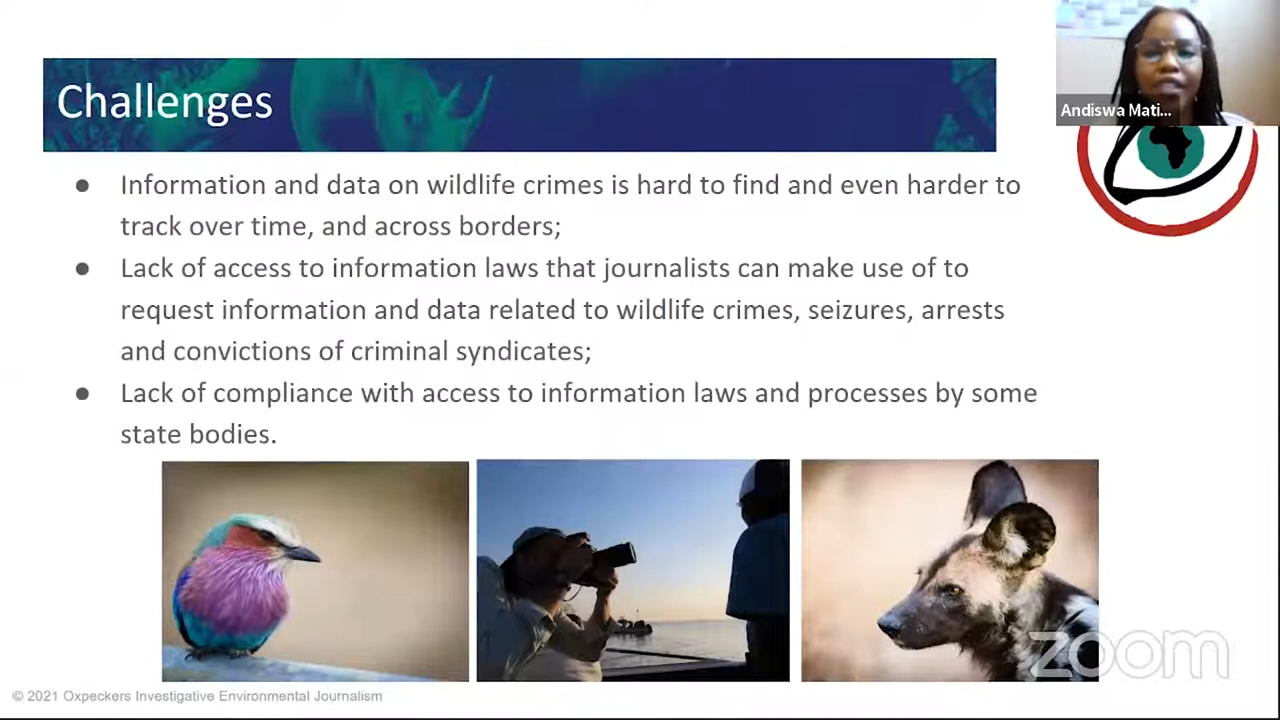 Challenges
Andiswa Mati...
● Information and data on wildlife crimes is hard to find and even harder to
track over time, and across borders;
● Lack of access to information laws that journalists can make use of to
request information and data related to wildlife crimes, seizures, arrests
and convictions of criminal syndicates;
● Lack of compliance with access to information laws and processes by some
state bodies.
zoom
© 2021 Oxpeckers Investigative Environmental Journalism